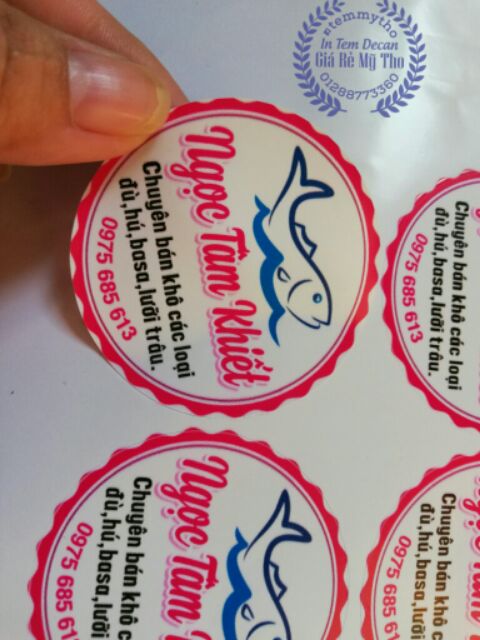 #temmytho
In Tem Decan
Giá Rẻ Mỹ Tho
01288773360
Ngọc Tâm Khiết
Chuyên bán khô các loại
đù,hú,basa,lưỡi trâu.
0975 685 613
Chuyên bán khô các loại
đù,hú,basa,lưỡi trâu.
0975 685 613
Ngọc Tâm
Chuyên bán khô c
đù,hú,basa,lưỡi
0975 685 61
Chuyên bán khô
đù,hú,basa,lưỡi
0975 685 6